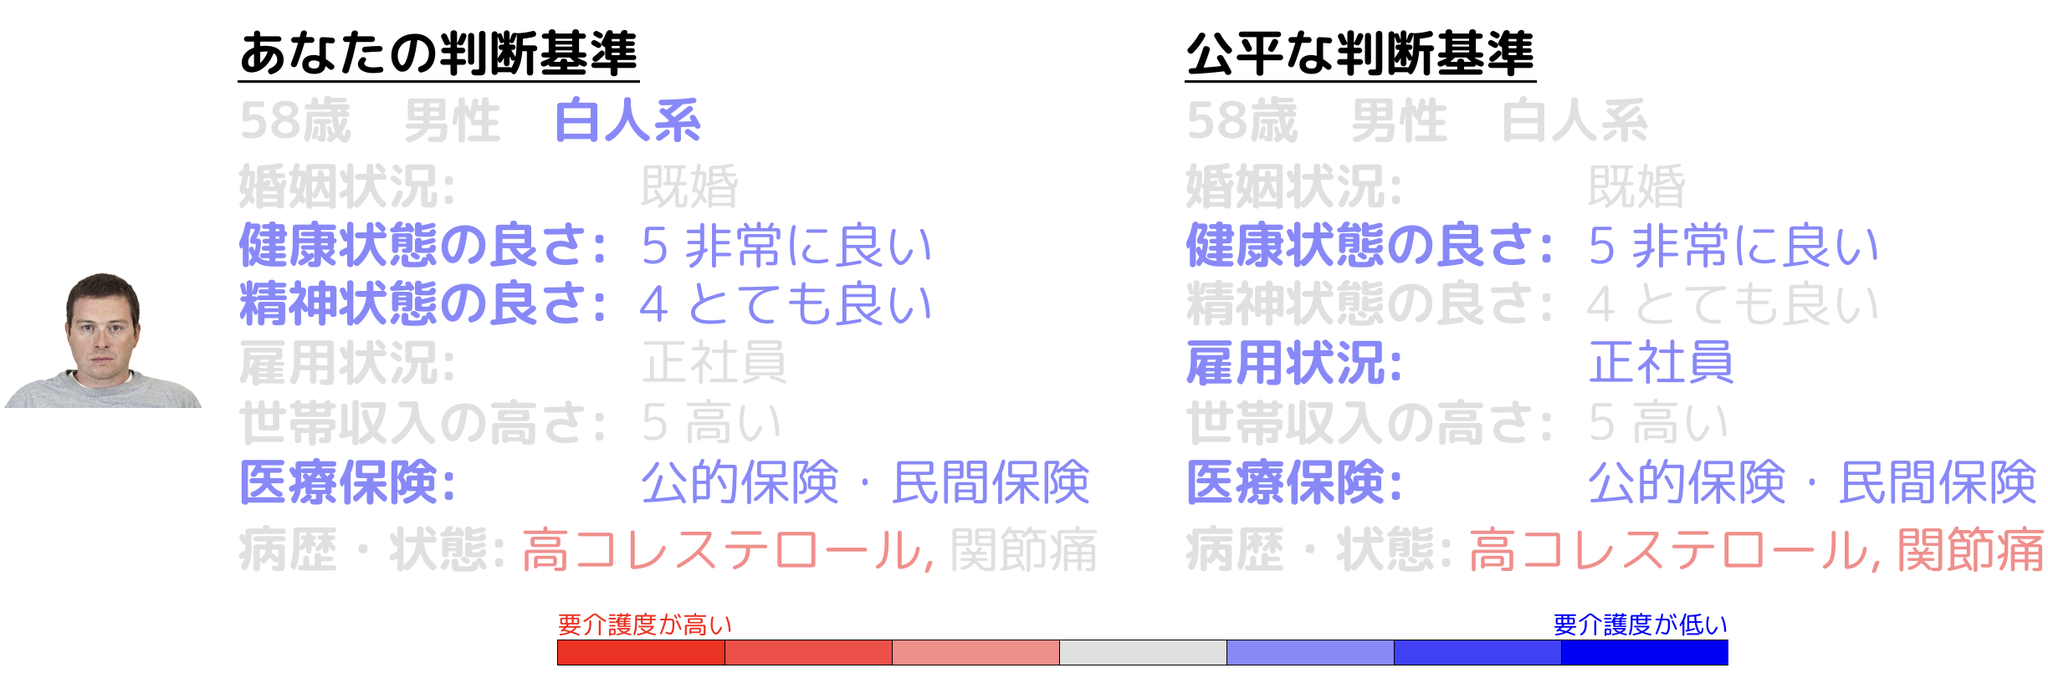 あなたの判断基準
58歳 男性 白人系
婚姻状況: 既婚
健康状態の良さ: 5 非常に良い
精神状態の良さ: 4 とても良い
雇用状況: 正社員
世帯収入の高さ: 5 高い
医療保険: 公的保険・民間保険
病歴・状態: 高コレステロール, 関節痛
公平な判断基準
58歳 男性 白人系
婚姻状況: 既婚
健康状態の良さ: 5 非常に良い
精神状態の良さ: 4 とても良い
雇用状況: 正社員
世帯収入の高さ: 5 高い
医療保険: 公的保険・民間保険
病歴・状態: 高コレステロール, 関節痛
要介護度が高い
要介護度が低い